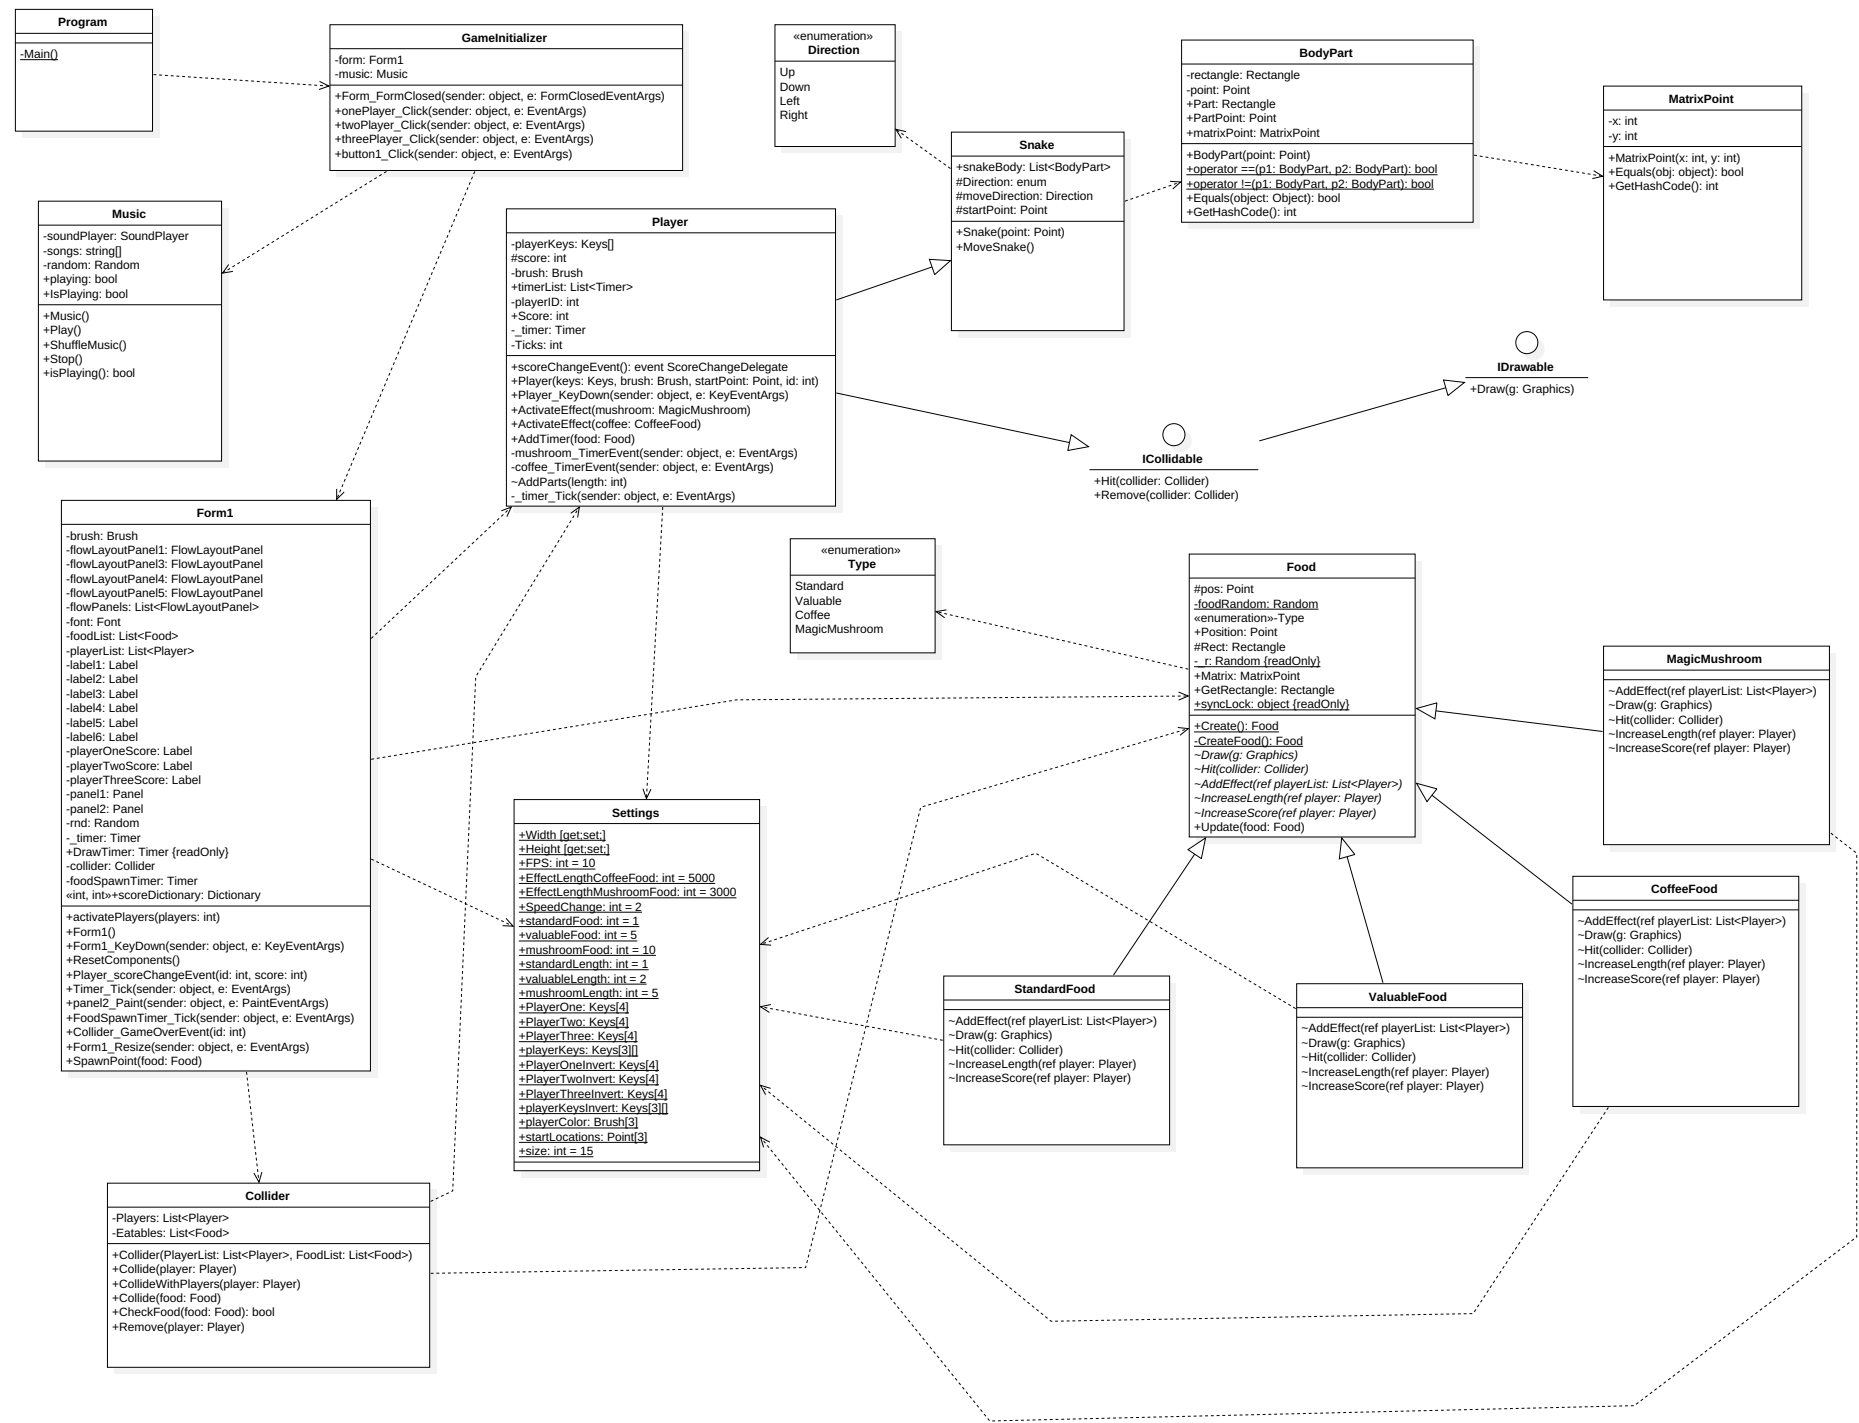 Program
-Main()
GameInitializer
-form: Form1
-music: Music
+Form_FormClosed(sender: object, e: FormClosedEventArgs)
+onePlayer_Click(sender: object, e: EventArgs)
+twoPlayer_Click(sender: object, e: EventArgs)
+threePlayer_Click(sender: object, e: EventArgs)
+button1_Click(sender: object, e: EventArgs)
«enumeration»
Direction
Up
Down
Left
Right
BodyPart
-rectangle: Rectangle
-point: Point
+Part: Rectangle
+PartPoint: Point
+matrixPoint: MatrixPoint
+BodyPart(point: Point)
+operator ==(p1: BodyPart, p2: BodyPart): bool
+operator !=(p1: BodyPart, p2: BodyPart): bool
+Equals(object: Object): bool
+GetHashCode(): int
MatrixPoint
-x: int
-y: int
+MatrixPoint(x: int, y: int)
+Equals(obj: object): bool
+GetHashCode(): int
Snake
+snakeBody: List<BodyPart>
#Direction: enum
#moveDirection: Direction
#startPoint: Point
+Snake(point: Point)
+MoveSnake()
Music
-soundPlayer: SoundPlayer
-songs: string[]
-random: Random
+playing: bool
+IsPlaying: bool
+Music()
+Play()
+ShuffleMusic()
+Stop()
+isPlaying(): bool
Player
-playerKeys: Keys[]
#score: int
-brush: Brush
+timerList: List<Timer>
-playerID: int
+Score: int
-_timer: Timer
-Ticks: int
+scoreChangeEvent(): event ScoreChangeDelegate
+Player(keys: Keys, brush: Brush, startPoint: Point, id: int)
+Player_KeyDown(sender: object, e: KeyEventArgs)
+ActivateEffect(mushroom: MagicMushroom)
+ActivateEffect(coffee: CoffeeFood)
+AddTimer(food: Food)
-mushroom_TimerEvent(sender: object, e: EventArgs)
-coffee_TimerEvent(sender: object, e: EventArgs)
~AddParts(length: int)
-_timer_Tick(sender: object, e: EventArgs)
IDrawable
+Draw(g: Graphics)
ICollidable
+Hit(collider: Collider)
+Remove(collider: Collider)
Form1
-brush: Brush
-flowLayoutPanel1: FlowLayoutPanel
-flowLayoutPanel3: FlowLayoutPanel
-flowLayoutPanel4: FlowLayoutPanel
-flowLayoutPanel5: FlowLayoutPanel
-flowPanels: List<FlowLayoutPanel>
-font: Font
-foodList: List<Food>
-playerList: List<Player>
-label1: Label
-label2: Label
-label3: Label
-label4: Label
-label5: Label
-label6: Label
-playerOneScore: Label
-playerTwoScore: Label
-playerThreeScore: Label
-panel1: Panel
-panel2: Panel
-rnd: Random
-_timer: Timer
+DrawTimer: Timer {readOnly}
-collider: Collider
-foodSpawnTimer: Timer
«int, int»+scoreDictionary: Dictionary
+activatePlayers(players: int)
+Form1()
+Form1_KeyDown(sender: object, e: KeyEventArgs)
+ResetComponents()
+Player_scoreChangeEvent(id: int, score: int)
+Timer_Tick(sender: object, e: EventArgs)
+panel2_Paint(sender: object, e: PaintEventArgs)
+FoodSpawnTimer_Tick(sender: object, e: EventArgs)
+Collider_GameOverEvent(id: int)
+Form1_Resize(sender: object, e: EventArgs)
+SpawnPoint(food: Food)
«enumeration»
Type
Standard
Valuable
Coffee
MagicMushroom
Food
#pos: Point
-foodRandom: Random
«enumeration»-Type
+Position: Point
#Rect: Rectangle
-_r: Random {readOnly}
+Matrix: MatrixPoint
+GetRectangle: Rectangle
+syncLock: object {readOnly}
+Create(): Food
-CreateFood(): Food
~Draw(g: Graphics)
~Hit(collider: Collider)
~AddEffect(ref playerList: List<Player>)
~IncreaseLength(ref player: Player)
~IncreaseScore(ref player: Player)
+Update(food: Food)
MagicMushroom
~AddEffect(ref playerList: List<Player>)
~Draw(g: Graphics)
~Hit(collider: Collider)
~IncreaseLength(ref player: Player)
~IncreaseScore(ref player: Player)
Settings
+Width [get;set;]
+Height [get;set;]
+FPS: int = 10
+EffectLengthCoffeeFood: int = 5000
+EffectLengthMushroomFood: int = 3000
+SpeedChange: int = 2
+standardFood: int = 1
+valuableFood: int = 5
+mushroomFood: int = 10
+standardLength: int = 1
+valuableLength: int = 2
+mushroomLength: int = 5
+PlayerOne: Keys[4]
+PlayerTwo: Keys[4]
+PlayerThree: Keys[4]
+playerKeys: Keys[3][]
+PlayerOneInvert: Keys[4]
+PlayerTwoInvert: Keys[4]
+PlayerThreeInvert: Keys[4]
+playerKeysInvert: Keys[3][]
+playerColor: Brush[3]
+startLocations: Point[3]
+size: int = 15
CoffeeFood
~AddEffect(ref playerList: List<Player>)
~Draw(g: Graphics)
~Hit(collider: Collider)
~IncreaseLength(ref player: Player)
~IncreaseScore(ref player: Player)
StandardFood
~AddEffect(ref playerList: List<Player>)
~Draw(g: Graphics)
~Hit(collider: Collider)
~IncreaseLength(ref player: Player)
~IncreaseScore(ref player: Player)
ValuableFood
~AddEffect(ref playerList: List<Player>)
~Draw(g: Graphics)
~Hit(collider: Collider)
~IncreaseLength(ref player: Player)
~IncreaseScore(ref player: Player)
Collider
-Players: List<Player>
-Eatables: List<Food>
+Collider(PlayerList: List<Player>, FoodList: List<Food>)
+Collide(player: Player)
+CollideWithPlayers(player: Player)
+Collide(food: Food)
+CheckFood(food: Food): bool
+Remove(player: Player)